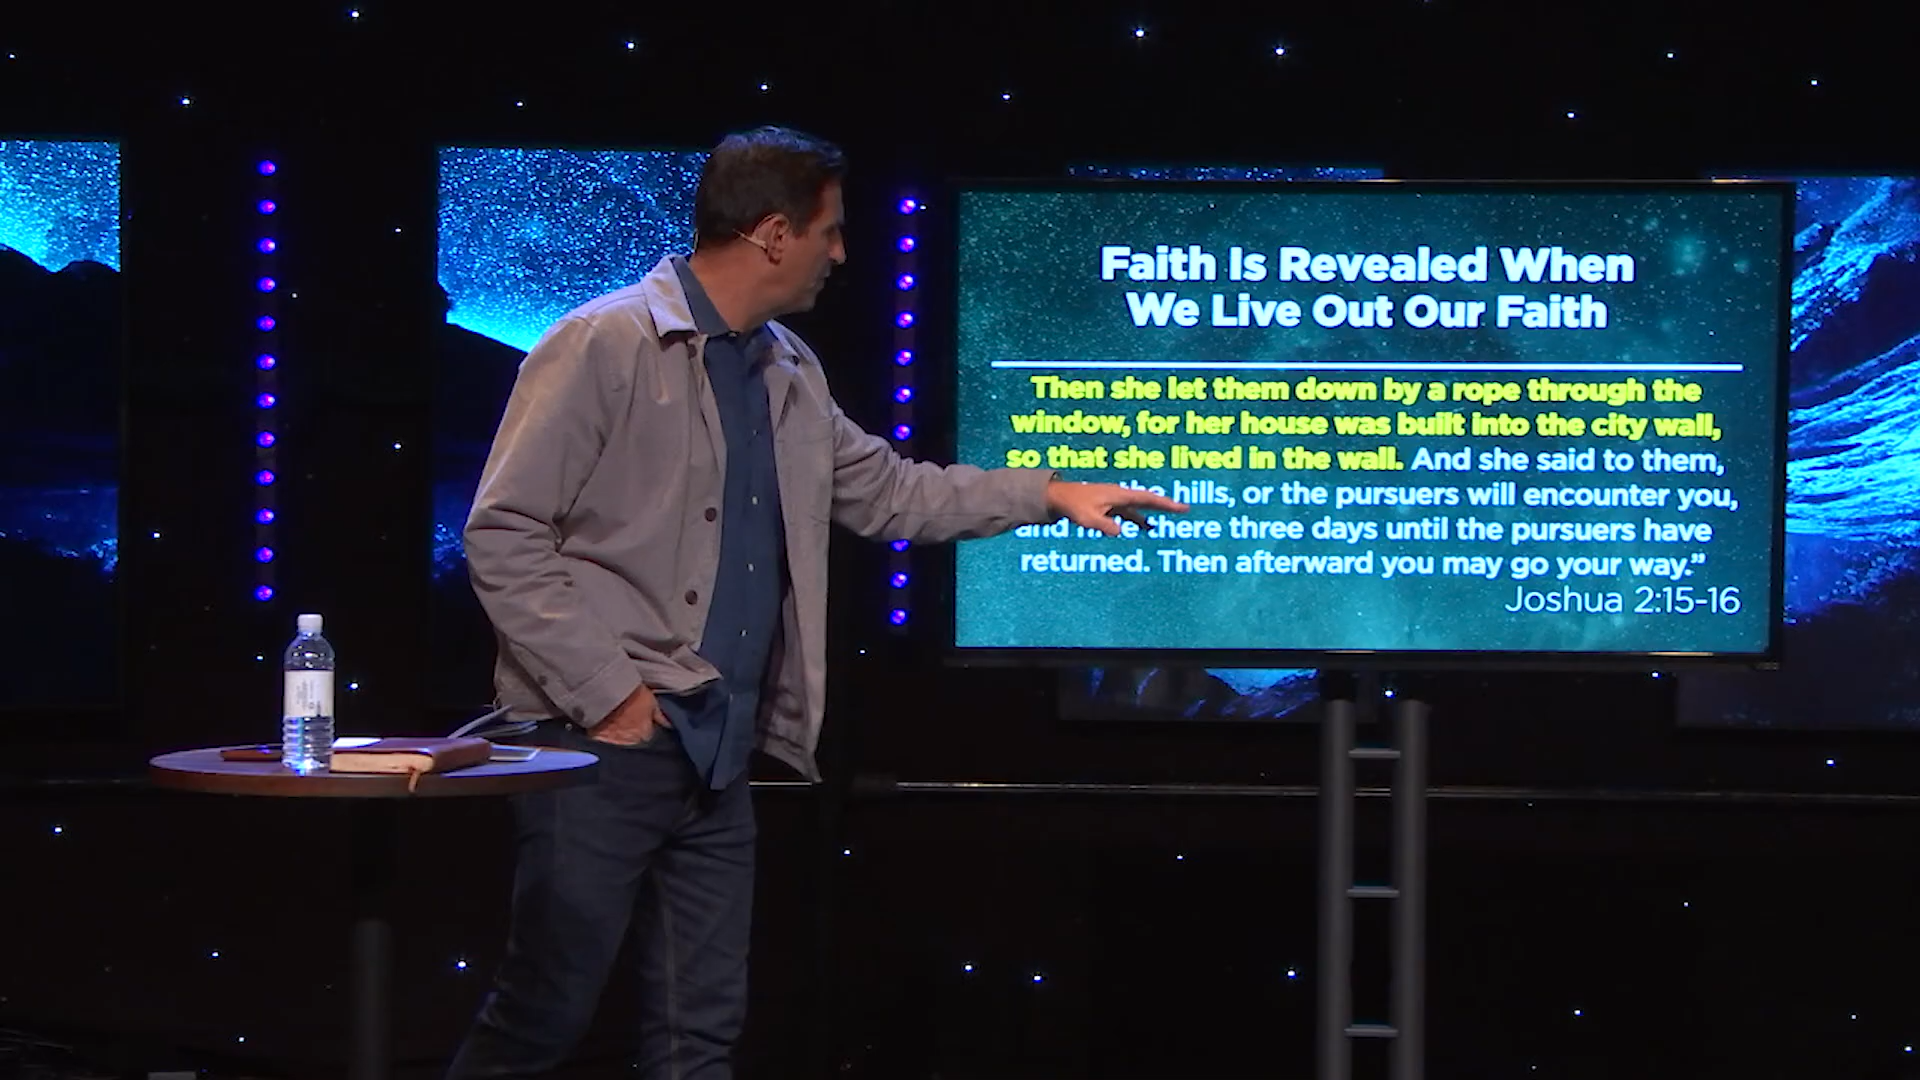 Faith Is Revealed When
We Live Out Our Faith
Then she let them down by a rope through the
window, for her house was built into the city wall,
so that she lived in the wall. And she said to them,
the hills, or the pursuers will encounter you,
and hide there three days until the pursuers have
returned. Then afterward you may go your way.”
Joshua 2:15-16